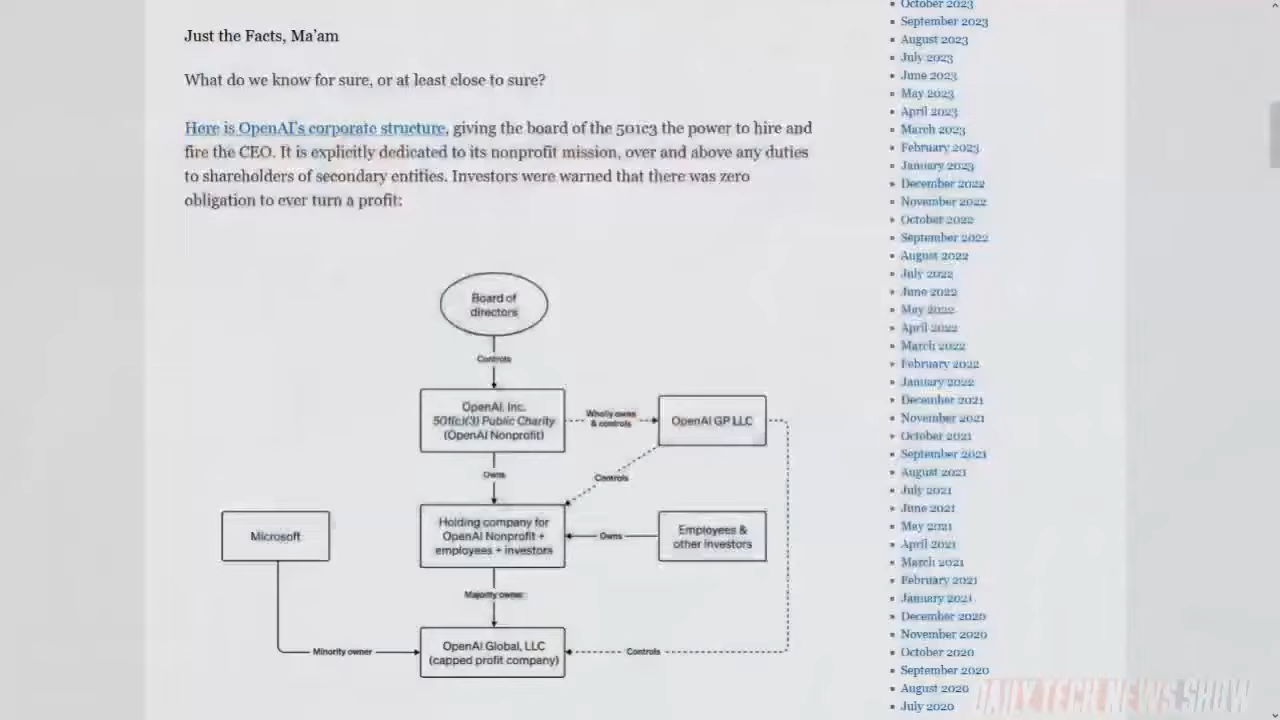 Just the Facts, Ma'am
What do we know for sure, or at least close to sure?
Here is OpenAI's corporate structure, giving the board of the 501c3 the power to hire and
fire the CEO. It is explicitly dedicated to its nonprofit mission, over and above any duties
to shareholders of secondary entities. Investors were warned that there was zero
obligation to ever turn a profit:
Board of
directors
Controls
OpenAI, Inc.
501(c)(3) Public Charity
(OpenAI Nonprofit)
Wholly owns
& controls
OpenAI GP LLC
Owns
Controls
Microsoft
Holding company for
OpenAI Nonprofit +
employees + investors
Owns
Employees &
other investors
Majority owner
Minority owner
OpenAI Global, LLC
(capped profit company)
Controls
October 2023
September 2023
August 2023
July 2023
June 2023
May 2023
April 2023
March 2023
February 2023
January 2023
December 2022
November 2022
October 2022
September 2022
August 2022
July 2022
June 2022
May 2022
April 2022
March 2022
February 2022
January 2022
December 2021
November 2021
October 2021
September 2021
August 2021
July 2021
June 2021
May 2021
April 2021
March 2021
February 2021
January 2021
December 2020
November 2020
October 2020
September 2020
August 2020
July 2020
DAILY TECH NEWS SHOW